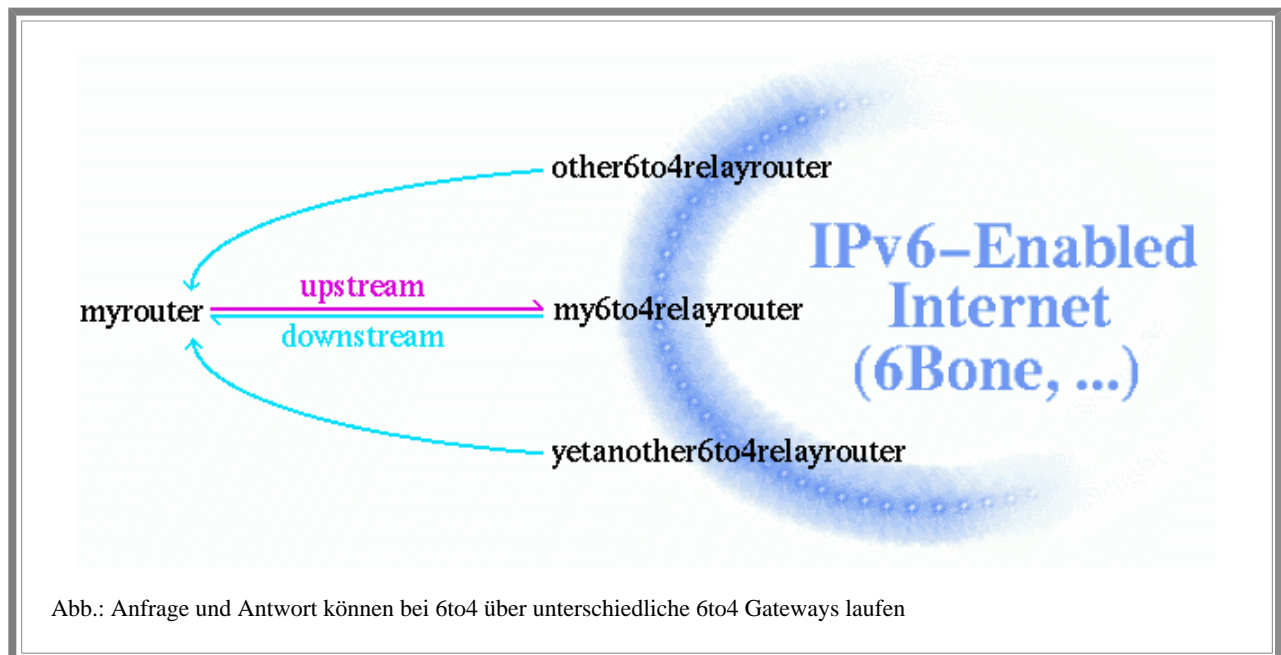 other6to4relayrouter
IPv6-Enabled
Internet
(6Bone, ...)
upstream
myrouter
my6to4relayrouter
downstream
yetanother6to4relayrouter
Abb.: Anfrage und Antwort können bei 6to4 über unterschiedliche 6to4 Gateways laufen